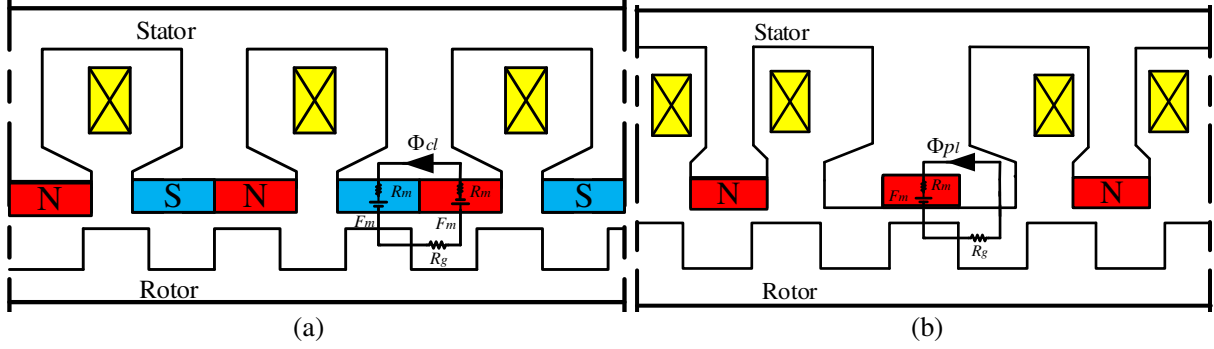 Stator
Φcl
N S N Rm Rm S
Fm Fm
Rg
Rotor
(a)
Stator
Φpl
N Fm Rm N
Rg
Rotor
(b)